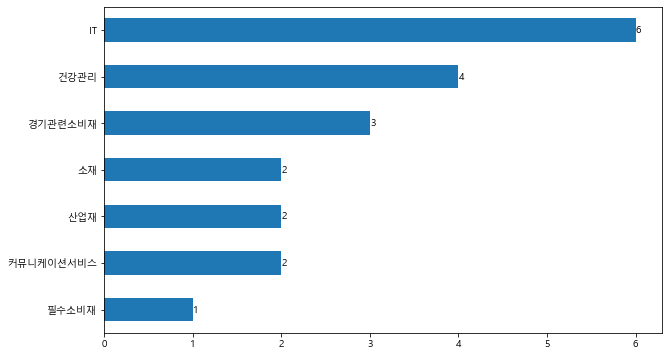 IT 6
건강관리 4
경기관련소비재 3
소재 2
산업재 2
커뮤니케이션서비스 2
필수소비재 1
0 1 2 3 4 5 6